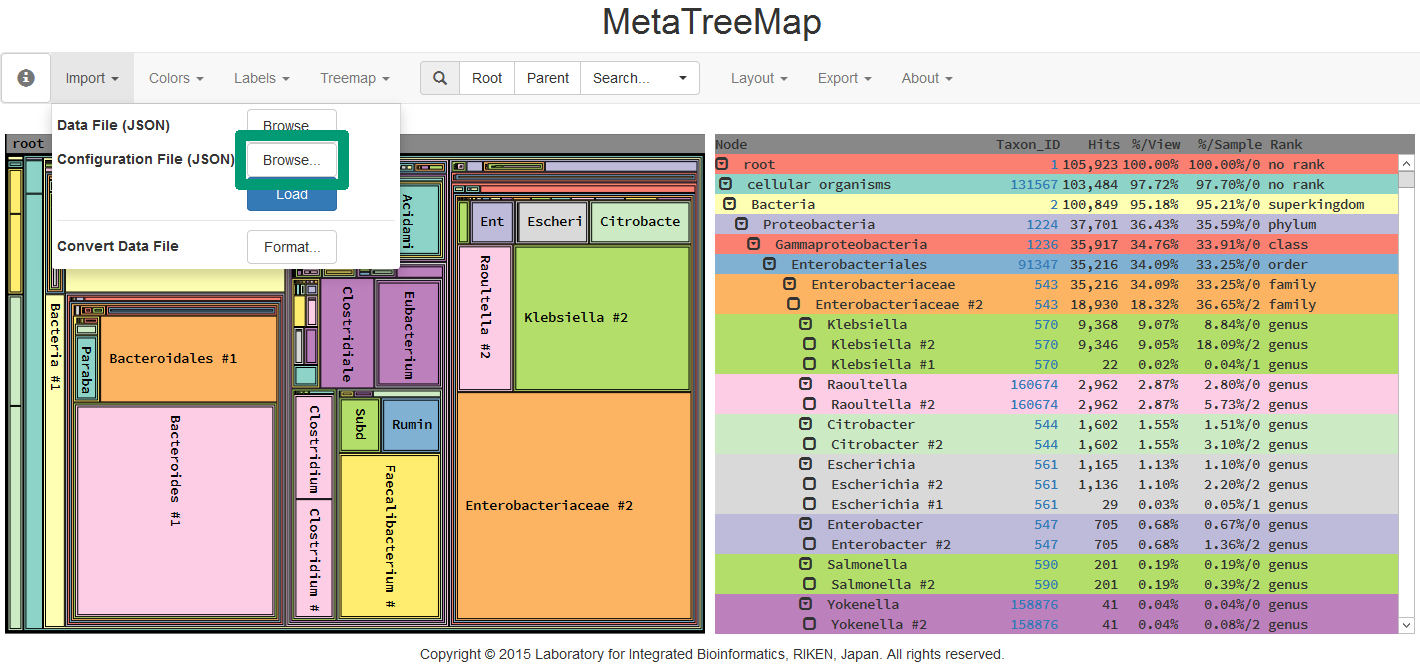 MetaTreeMap
Import Colors Labels Treemap Root Parent Search... Layout Export About
Data File (JSON) Browse
Configuration File (JSON) Browse...
Load
Convert Data File Format...
root
Acidami
Ent
Escheri
Citrobacte
Raoultella #2
Klebsiella #2
Clostridiale
Eubacterium
Bacteria #1
Paraba
Bacteroidales #1
Bacteroides #1
Clostridium
Clostridium #
Subd
Rumin
Faecalibacterium #
Enterobacteriaceae #2
Node Taxon_ID Hits %/View %/Sample Rank
root 1 105,923 100.00% 100.00%/0 no rank
cellular organisms 131567 103,484 97.72% 97.70%/0 no rank
Bacteria 2 100,849 95.18% 95.21%/0 superkingdom
Proteobacteria 1224 37,701 36.43% 35.59%/0 phylum
Gammaproteobacteria 1236 35,917 34.76% 33.91%/0 class
Enterobacteriales 91347 35,216 34.09% 33.25%/0 order
Enterobacteriaceae 543 35,216 34.09% 33.25%/0 family
Enterobacteriaceae #2 543 18,930 18.32% 36.65%/2 family
Klebsiella 570 9,368 9.07% 8.84%/0 genus
Klebsiella #2 570 9,346 9.05% 18.09%/2 genus
Klebsiella #1 570 22 0.02% 0.04%/1 genus
Raoultella 160674 2,962 2.87% 2.80%/0 genus
Raoultella #2 160674 2,962 2.87% 5.73%/2 genus
Citrobacter 544 1,602 1.55% 1.51%/0 genus
Citrobacter #2 544 1,602 1.55% 3.10%/2 genus
Escherichia 561 1,165 1.13% 1.10%/0 genus
Escherichia #2 561 1,136 1.10% 2.20%/2 genus
Escherichia #1 561 29 0.03% 0.05%/1 genus
Enterobacter 547 705 0.68% 0.67%/0 genus
Enterobacter #2 547 705 0.68% 1.36%/2 genus
Salmonella 590 201 0.19% 0.19%/0 genus
Salmonella #2 590 201 0.19% 0.39%/2 genus
Yokenella 158876 41 0.04% 0.04%/0 genus
Yokenella #2 158876 41 0.04% 0.08%/2 genus
Copyright © 2015 Laboratory for Integrated Bioinformatics, RIKEN, Japan. All rights reserved.